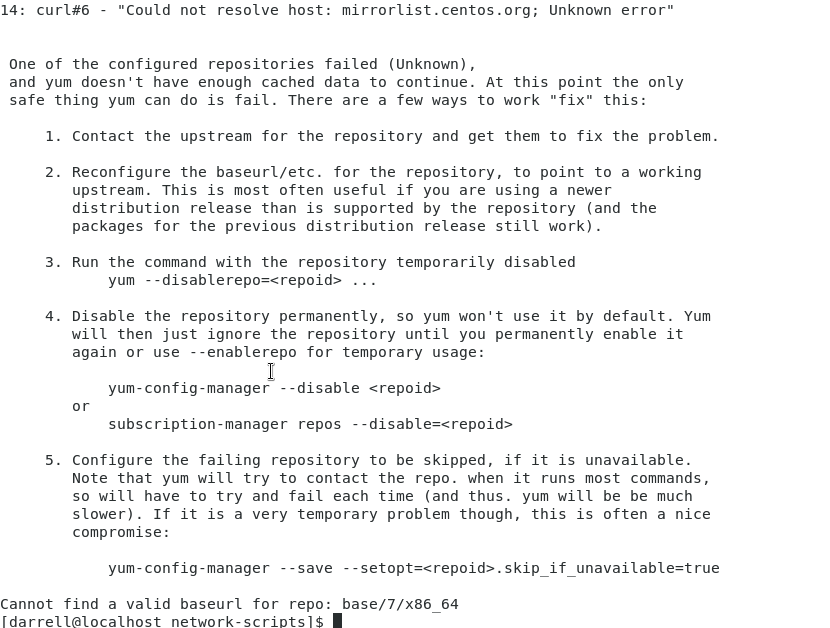 14: curl#6 - "Could not resolve host: mirrorlist.centos.org; Unknown error"
One of the configured repositories failed (Unknown),
and yum doesn't have enough cached data to continue. At this point the only
safe thing yum can do is fail. There are a few ways to work "fix" this:
1. Contact the upstream for the repository and get them to fix the problem.
2. Reconfigure the baseurl/etc. for the repository, to point to a working
upstream. This is most often useful if you are using a newer
distribution release than is supported by the repository (and the
packages for the previous distribution release still work).
3. Run the command with the repository temporarily disabled
yum --disablerepo=<repoid> ...
4. Disable the repository permanently, so yum won't use it by default. Yum
will then just ignore the repository until you permanently enable it
again or use --enablerepo for temporary usage:
yum-config-manager --disable <repoid>
or
subscription-manager repos --disable=<repoid>
5. Configure the failing repository to be skipped, if it is unavailable.
Note that yum will try to contact the repo. when it runs most commands,
so will have to try and fail each time (and thus. yum will be be much
slower). If it is a very temporary problem though, this is often a nice
compromise:
yum-config-manager --save --setopt=<repoid>.skip_if_unavailable=true
Cannot find a valid baseurl for repo: base/7/x86_64
[darrell@localhost network-scripts]$